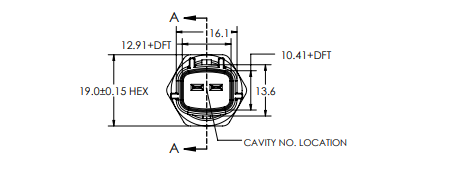 A
16.1
12.91+DFT
10.41+DFT
19.0±0.15 HEX
13.6
CAVITY NO. LOCATION
A